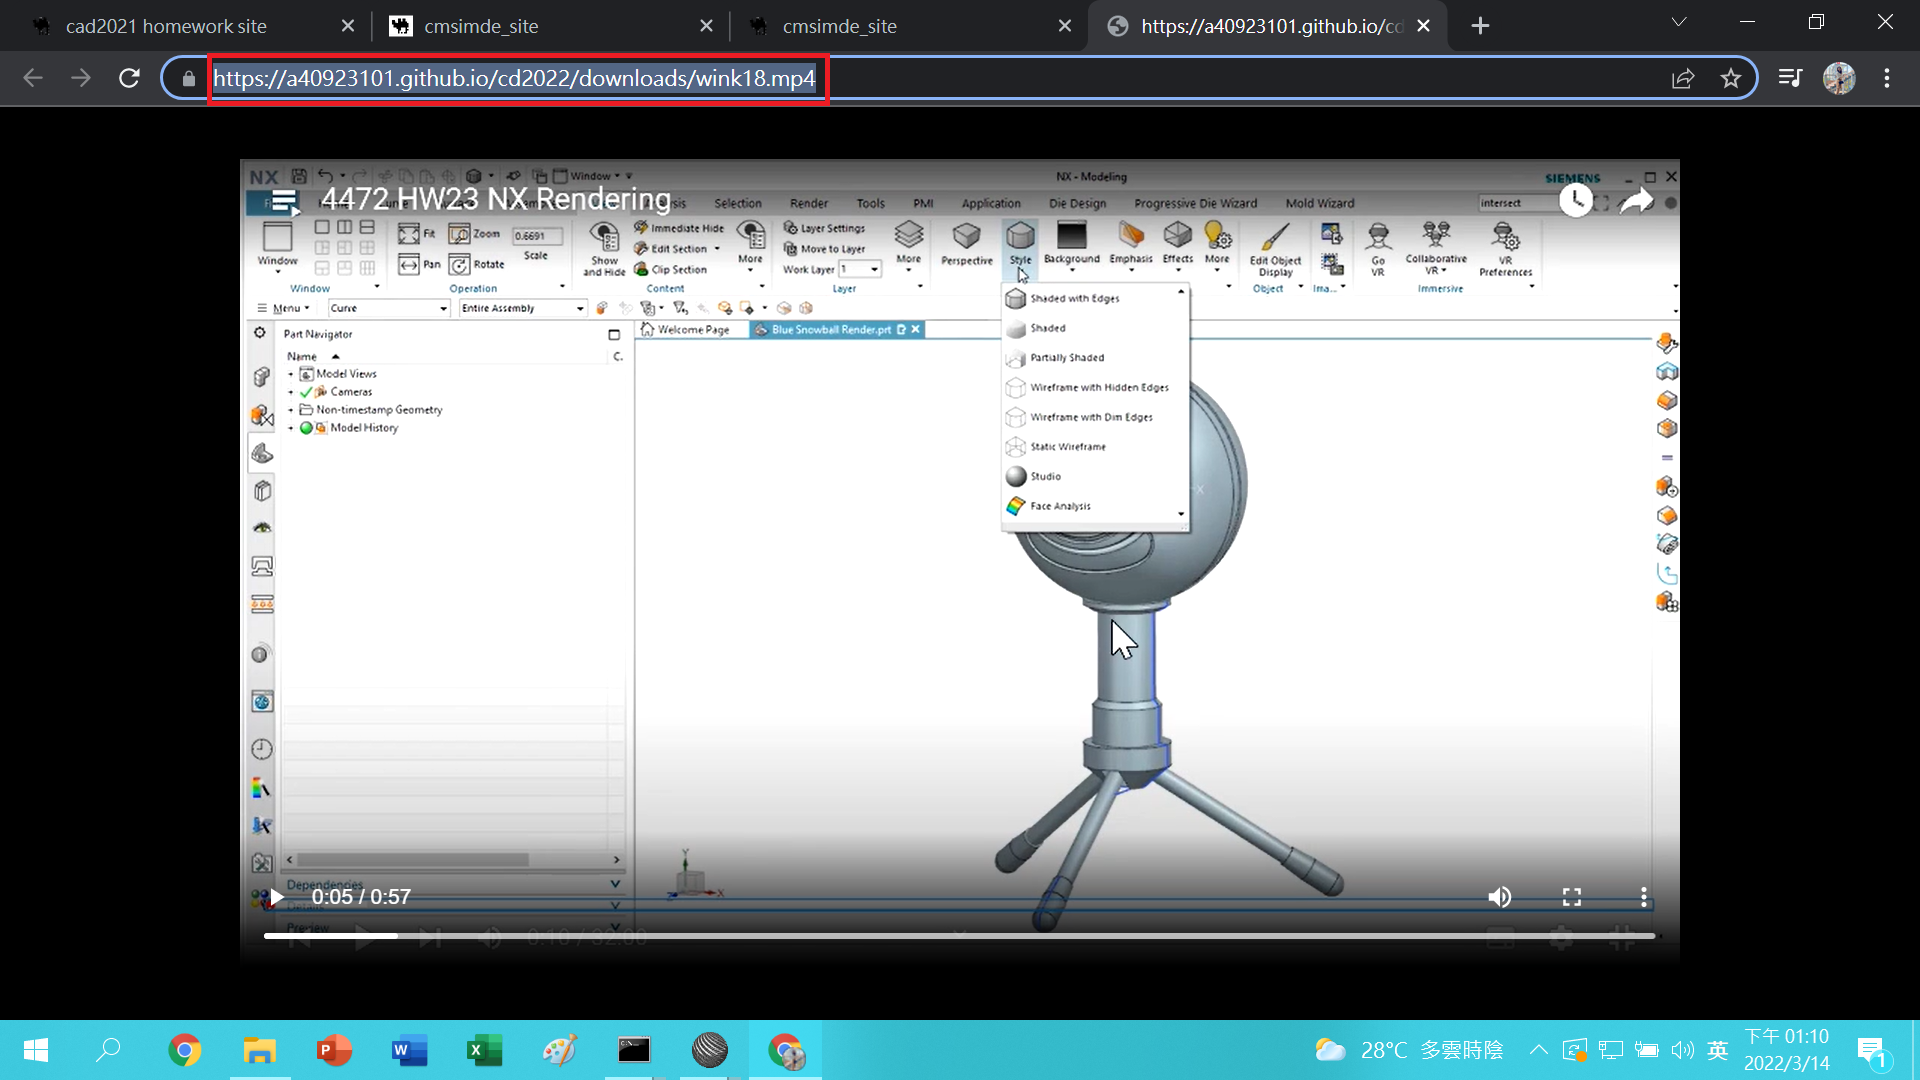 cad2021 homework site
cmsimde_site
cmsimde_site
https://a40923101.github.io/cd
https://a40923101.github.io/cd2022/downloads/wink18.mp4
NX
Window
NX - Modeling
SIEMENS
4472 HW23 NX Rendering
Selection
Render
Tools
PMI
Application
Die Design
Progressive Die Wizard
Mold Wizard
intersect
Window
Fit
Zoom
0.6691
Scale
Pan
Rotate
Show and Hide
Immediate Hide
Edit Section
Clip Section
More
Layer Settings
Move to Layer
Work Layer 1
More
Perspective
Style
Background
Emphasis
Effects
More
Edit Object Display
Go VR
Collaborative VR
VR Preferences
Window
Operation
Content
Layer
Object
Ima...
Immersive
Menu
Curve
Entire Assembly
Part Navigator
Welcome Page
Blue Snowball Render.prt
Name
C.
Model Views
Cameras
Non-timestamp Geometry
Model History
Shaded with Edges
Shaded
Partially Shaded
Wireframe with Hidden Edges
Wireframe with Dim Edges
Static Wireframe
Studio
Face Analysis
Y
X
Z
Dependencies
0:05 / 0:57
Details
Preview
0:10 / 32:00
28°C 多雲時陰
英
下午 01:10
2022/3/14
1